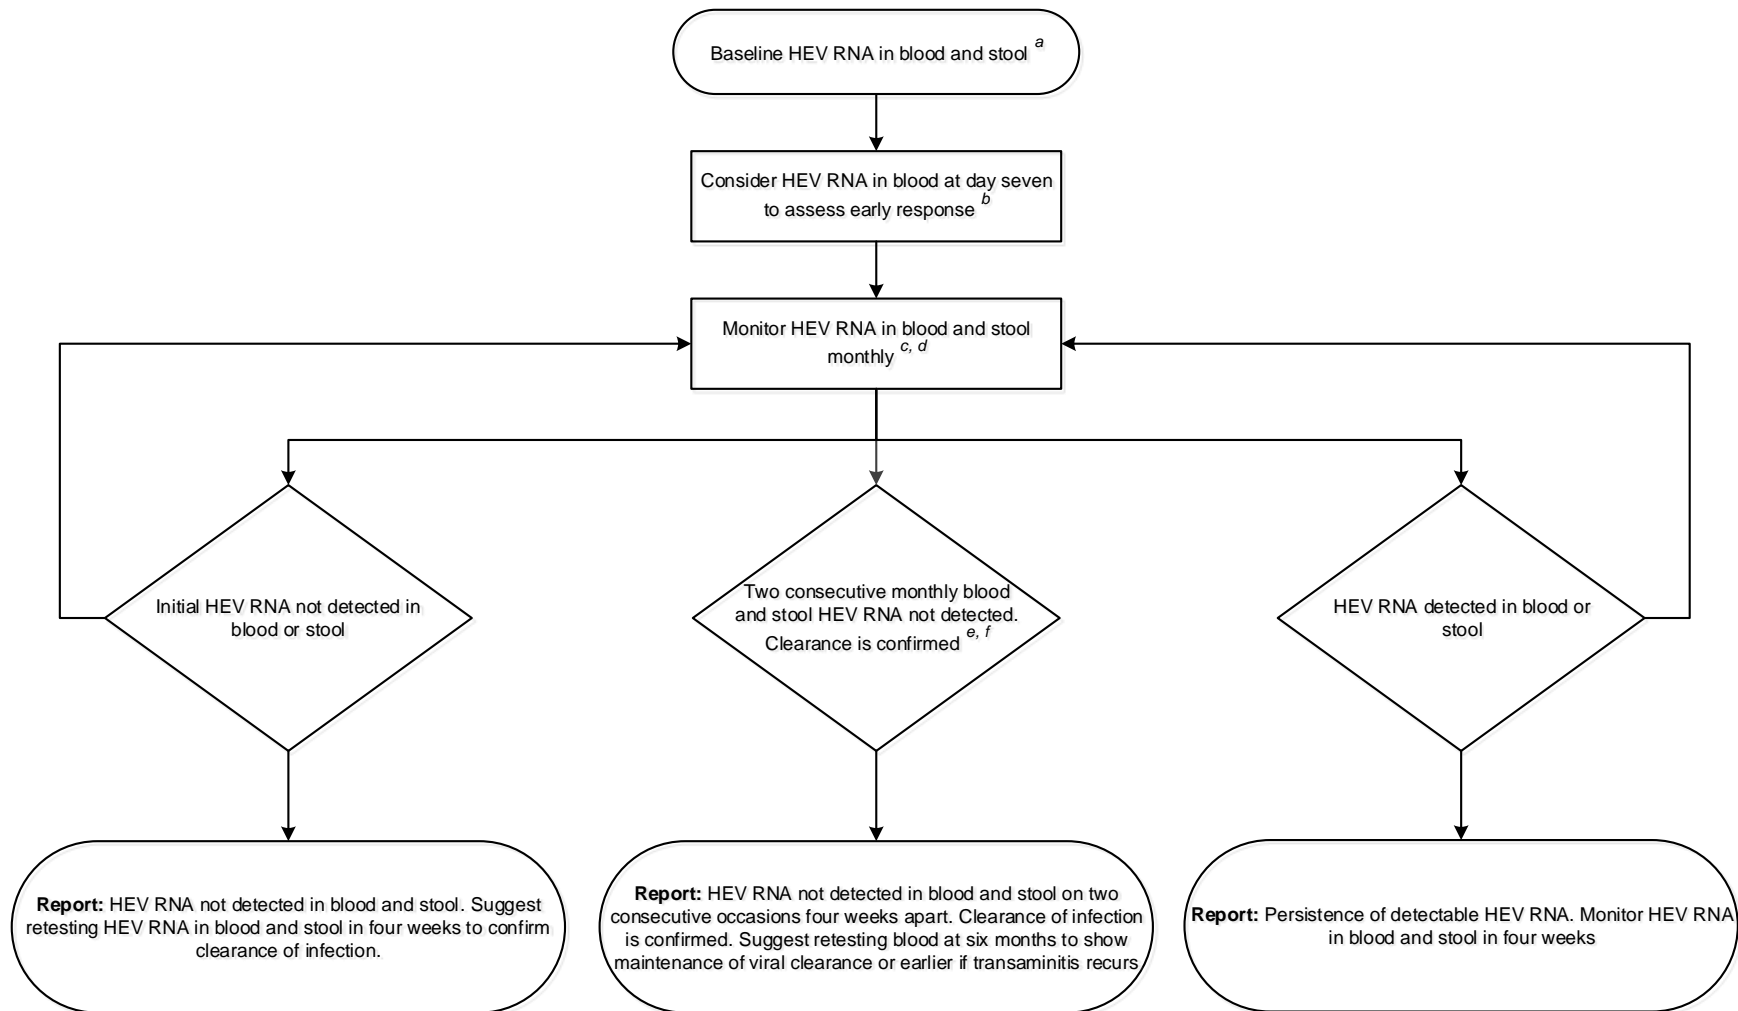 Baseline HEV RNA in blood and stool a
Consider HEV RNA in blood at day seven
to assess early response b
Monitor HEV RNA in blood and stool
monthly c, d
Initial HEV RNA not detected in
blood or stool
Two consecutive monthly blood
and stool HEV RNA not detected.
Clearance is confirmed e, f
HEV RNA detected in blood or
stool
Report: HEV RNA not detected in blood and stool. Suggest
retesting HEV RNA in blood and stool in four weeks to confirm
clearance of infection.
Report: HEV RNA not detected in blood and stool on two
consecutive occasions four weeks apart. Clearance of infection
is confirmed. Suggest retesting blood at six months to show
maintenance of viral clearance or earlier if transaminitis recurs
Report: Persistence of detectable HEV RNA. Monitor HEV RNA
in blood and stool in four weeks